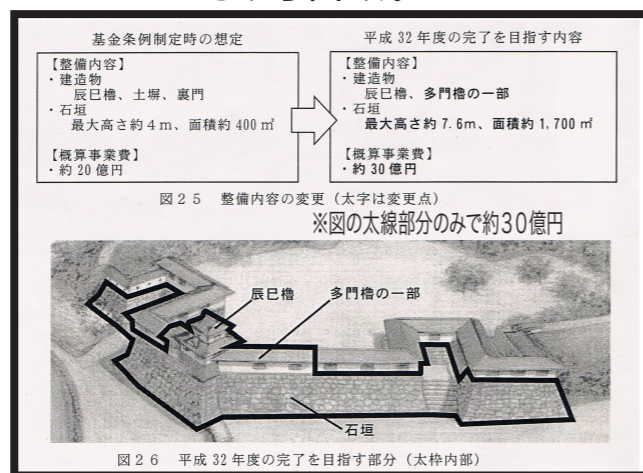 基金条例制定時の想定
【整備内容】
・建造物
辰巳櫓、土塀、裏門
・石垣
最大高さ約4m、面積約400㎡
【概算事業費】
・約20億円
平成32年度の完了を目指す内容
【整備内容】
・建造物
辰巳櫓、多門櫓の一部
・石垣
最大高さ約7.6m、面積約1,700㎡
【概算事業費】
・約30億円
図25 整備内容の変更(太字は変更点)
※図の太線部分のみで約30億円
辰巳櫓
多門櫓の一部
石垣
図26 平成32年度の完了を目指す部分(太枠内部)